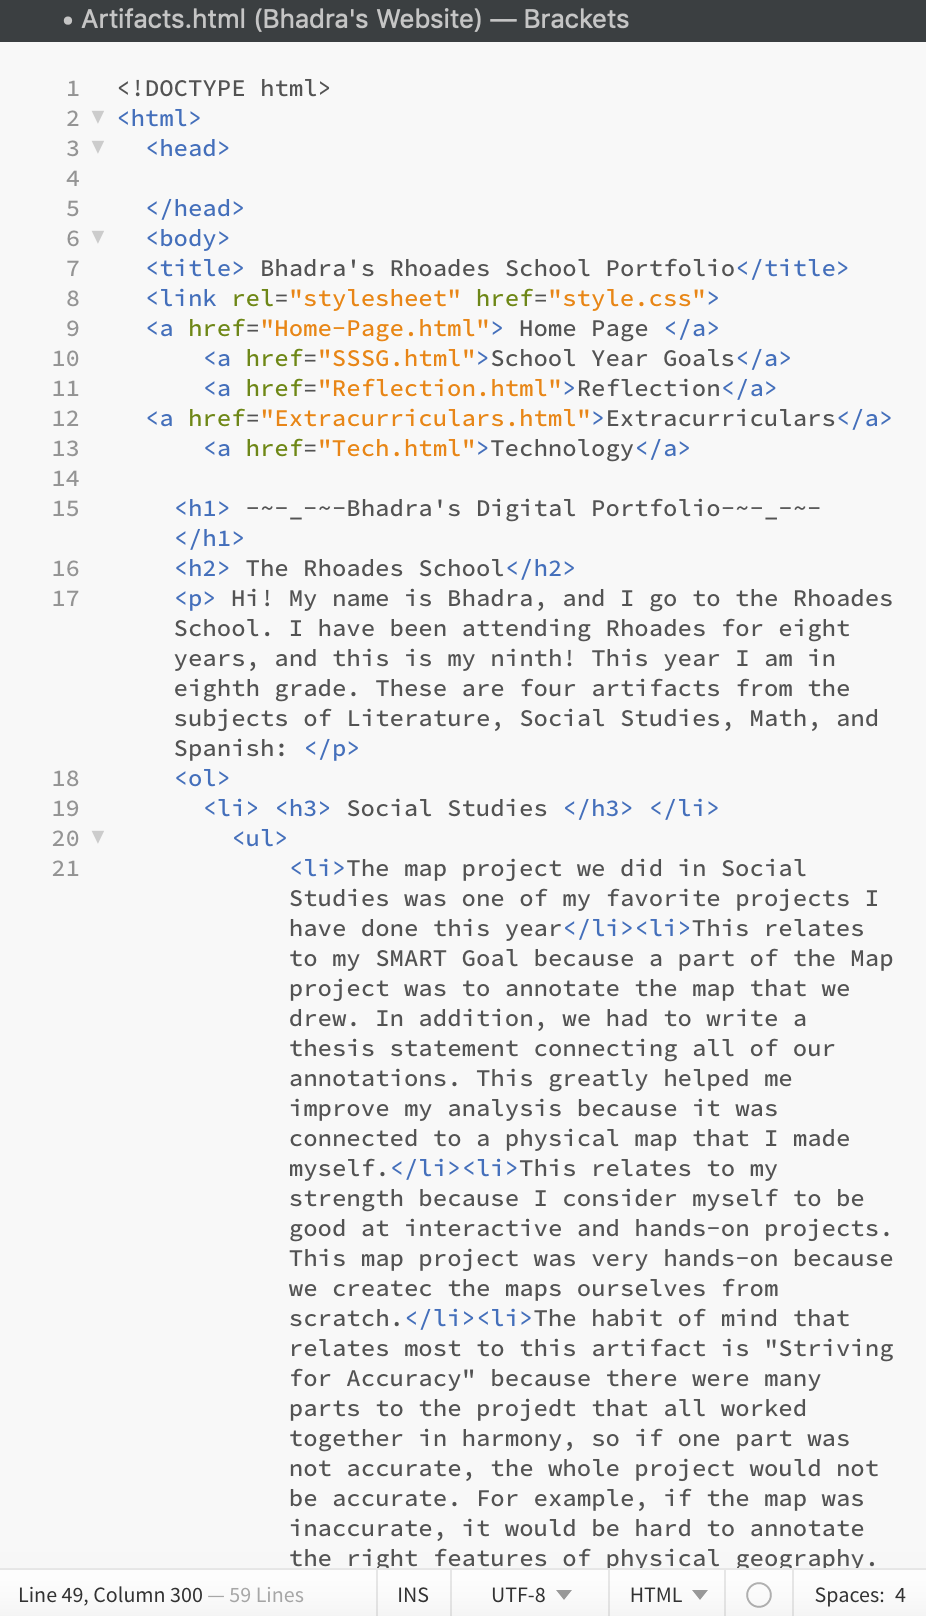 • Artifacts.html (Bhadra's Website) — Brackets
1 <!DOCTYPE html>
2 <html>
3 <head>
4
5 </head>
6 <body>
7 <title> Bhadra's Rhoades School Portfolio</title>
8 <link rel="stylesheet" href="style.css">
9 <a href="Home-Page.html"> Home Page </a>
10 <a href="SSSG.html">School Year Goals</a>
11 <a href="Reflection.html">Reflection</a>
12 <a href="Extracurriculars.html">Extracurriculars</a>
13 <a href="Tech.html">Technology</a>
14
15 <h1> -~-_-~-Bhadra's Digital Portfolio-~-_-~-
</h1>
16 <h2> The Rhoades School</h2>
17 <p> Hi! My name is Bhadra, and I go to the Rhoades
School. I have been attending Rhoades for eight
years, and this is my ninth! This year I am in
eighth grade. These are four artifacts from the
subjects of Literature, Social Studies, Math, and
Spanish: </p>
18 <ol>
19 <li> <h3> Social Studies </h3> </li>
20 <ul>
21 <li>The map project we did in Social
Studies was one of my favorite projects I
have done this year</li><li>This relates
to my SMART Goal because a part of the Map
project was to annotate the map that we
drew. In addition, we had to write a
thesis statement connecting all of our
annotations. This greatly helped me
improve my analysis because it was
connected to a physical map that I made
myself.</li><li>This relates to my
strength because I consider myself to be
good at interactive and hands-on projects.
This map project was very hands-on because
we createc the maps ourselves from
scratch.</li><li>The habit of mind that
relates most to this artifact is "Striving
for Accuracy" because there were many
parts to the projedt that all worked
together in harmony, so if one part was
not accurate, the whole project would not
be accurate. For example, if the map was
inaccurate, it would be hard to annotate
the right features of physical geography.
Line 49, Column 300 — 59 Lines INS UTF-8 HTML Spaces: 4